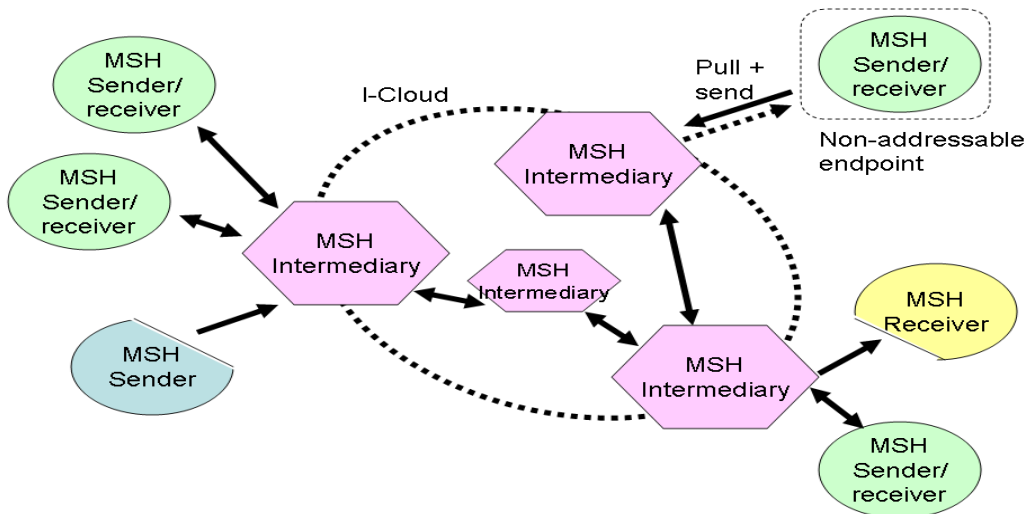 MSH
Sender/
receiver
I-Cloud
Pull +
send
MSH
Sender/
receiver
Non-addressable
endpoint
MSH
Sender/
receiver
MSH
Intermediary
MSH
Intermediary
MSH
Intermediary
MSH
Receiver
MSH
Sender
MSH
Intermediary
MSH
Sender/
receiver